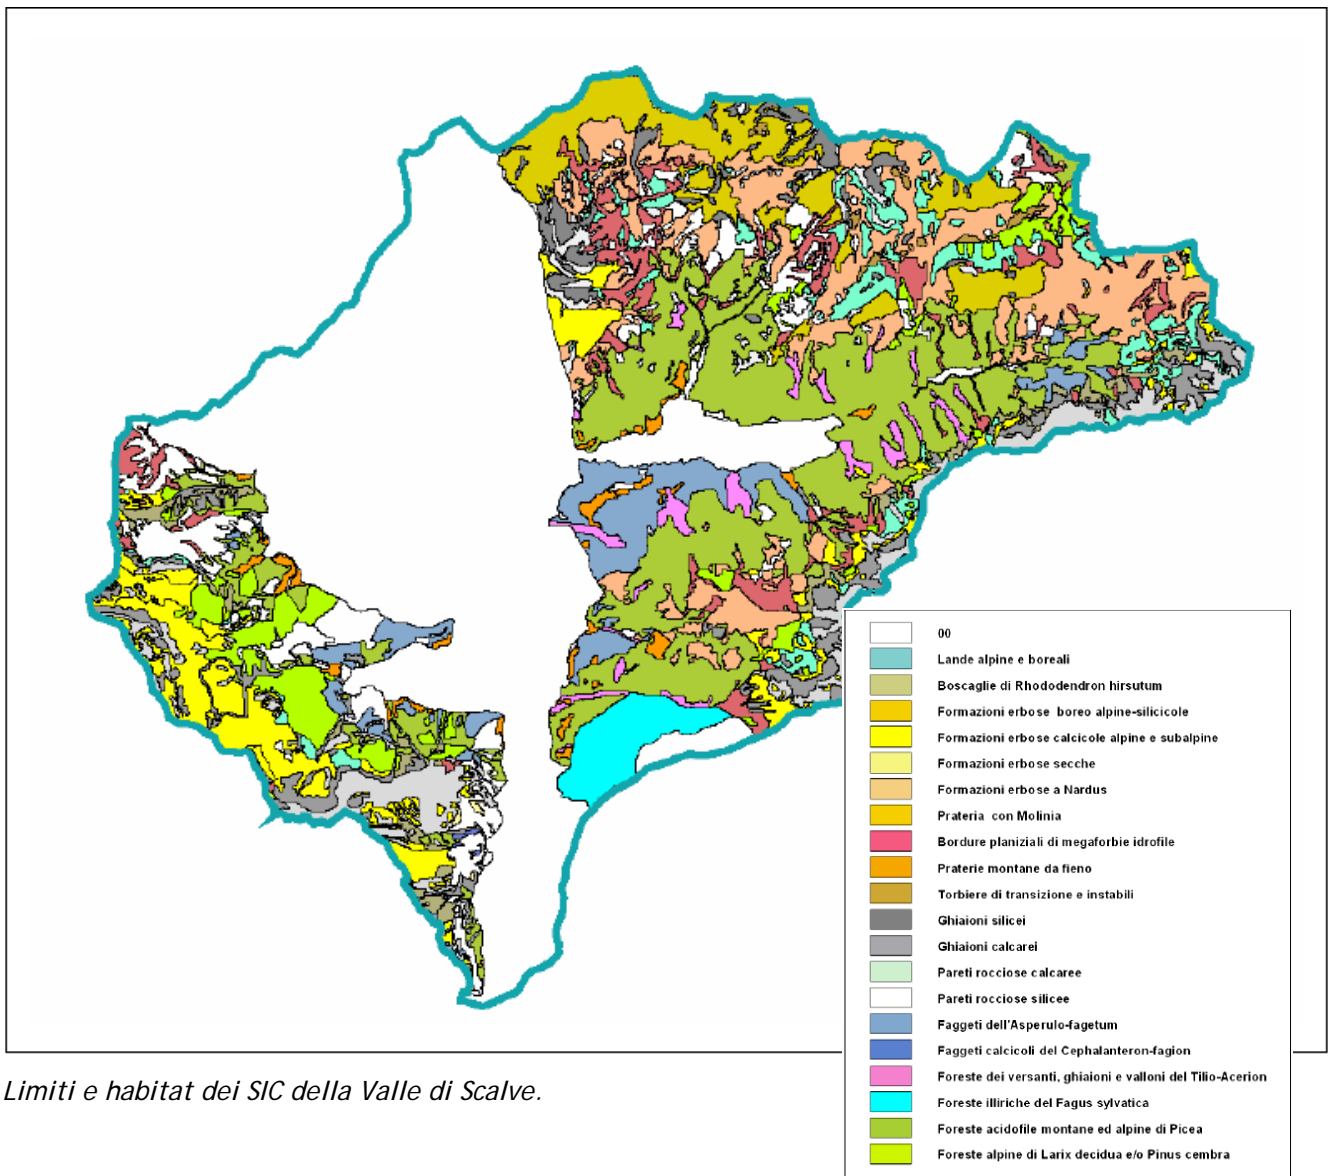 00
Lande alpine e boreali
Boscaglie di Rhododendron hirsutum
Formazioni erbose boreo alpine-silicicole
Formazioni erbose calcicole alpine e subalpine
Formazioni erbose secche
Formazioni erbose a Nardus
Prateria con Molinia
Bordure planiziali di megaforbie idrofile
Praterie montane da fieno
Torbiere di transizione e instabili
Ghiaioni silicei
Ghiaioni calcarei
Pareti rocciose calcaree
Pareti rocciose silicee
Faggeti dell'Asperulo-fagetum
Faggeti calcicoli del Cephalanteron-fagion
Foreste dei versanti, ghiaioni e valloni del Tilio-Acerion
Foreste illiriche del Fagus sylvatica
Foreste acidofile montane ed alpine di Picea
Foreste alpine di Larix decidua e/o Pinus cembra
Limiti e habitat dei SIC della Valle di Scalve.